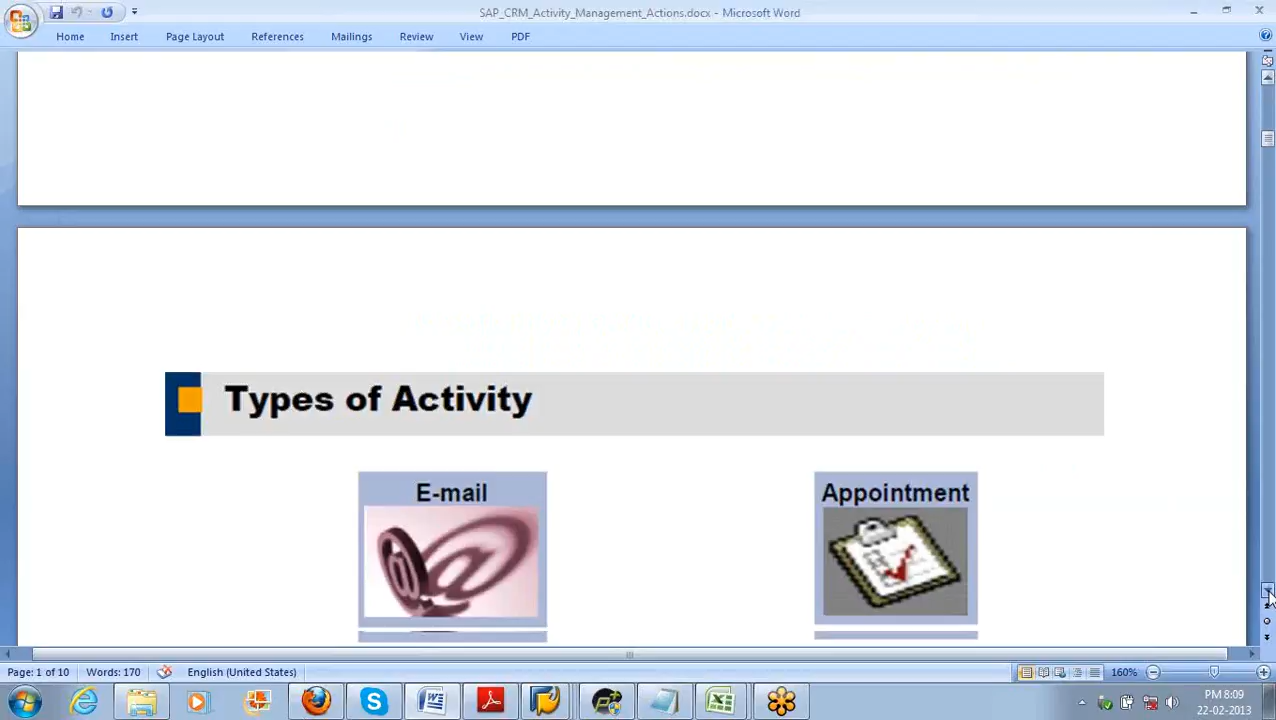 SAP_CRM_Activity_Management_Actions.docx - Microsoft Word
Home Insert Page Layout References Mailings Review View PDF
Types of Activity
E-mail Appointment
Page: 1 of 10 Words: 170 English (United States) 160%
PM 8:09
22-02-2013